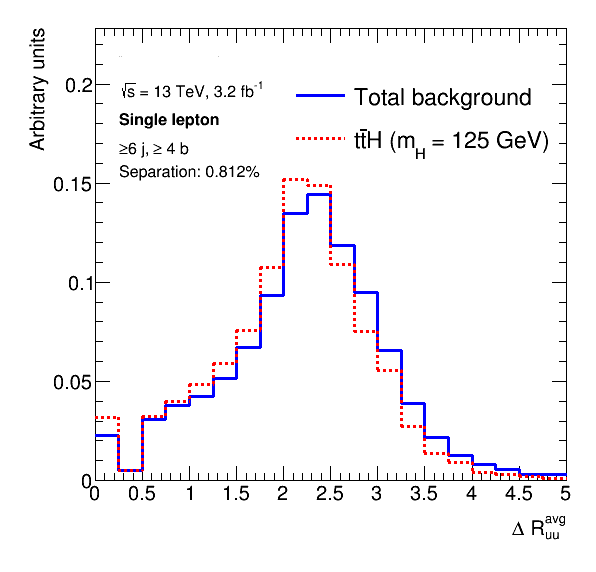 Arbitrary units
√s = 13 TeV, 3.2 fb⁻¹
Single lepton
≥6 j, ≥ 4 b
Separation: 0.812%
Total background
tt̄H (m_H = 125 GeV)
0.2
0.15
0.1
0.05
0
0 0.5 1 1.5 2 2.5 3 3.5 4 4.5 5
Δ R_uu^avg